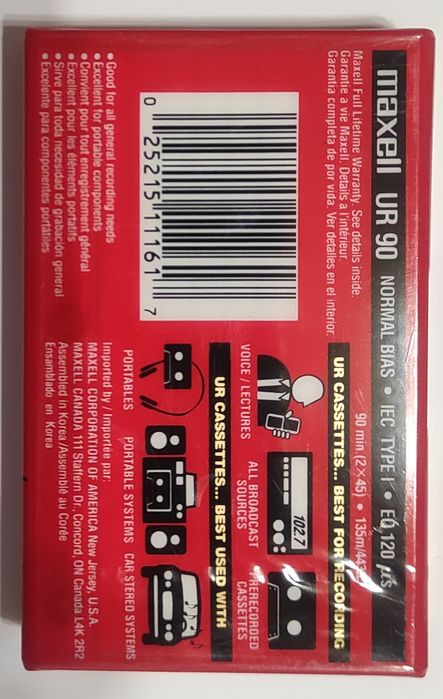 maxell UR 90 NORMAL BIAS • IEC TYPE I • EQ 120 µs
Maxell Full Lifetime Warranty. See details inside.
Garantie a vie Maxell. Details à l'intérieur.
Garantía completa de por vida. Ver detalles en el interior.
90 min (2×45) • 135m/443
UR CASSETTES... BEST FOR RECORDING
102.7
VOICE / LECTURES
ALL BROADCAST
SOURCES
PRERECORDED
CASSETTES
UR CASSETTES... BEST USED WITH
PORTABLES
PORTABLE SYSTEMS
CAR STEREO SYSTEMS
0 25215 11161 7
• Good for all general recording needs
• Excellent for portable components
• Convient pour tout enregistrement général
• Excellent pour les éléments portatifs
• Sirve para toda necesidad de grabación general
• Excelente para componentes portátiles
Imported by / Importée par:
MAXELL CORPORATION OF AMERICA New Jersey, U.S.A.
MAXELL CANADA 111 Staffern Dr., Concord, ON Canada L4K 2R2
Assembled in Korea/Assemblé au Corée
Ensamblado en Korea